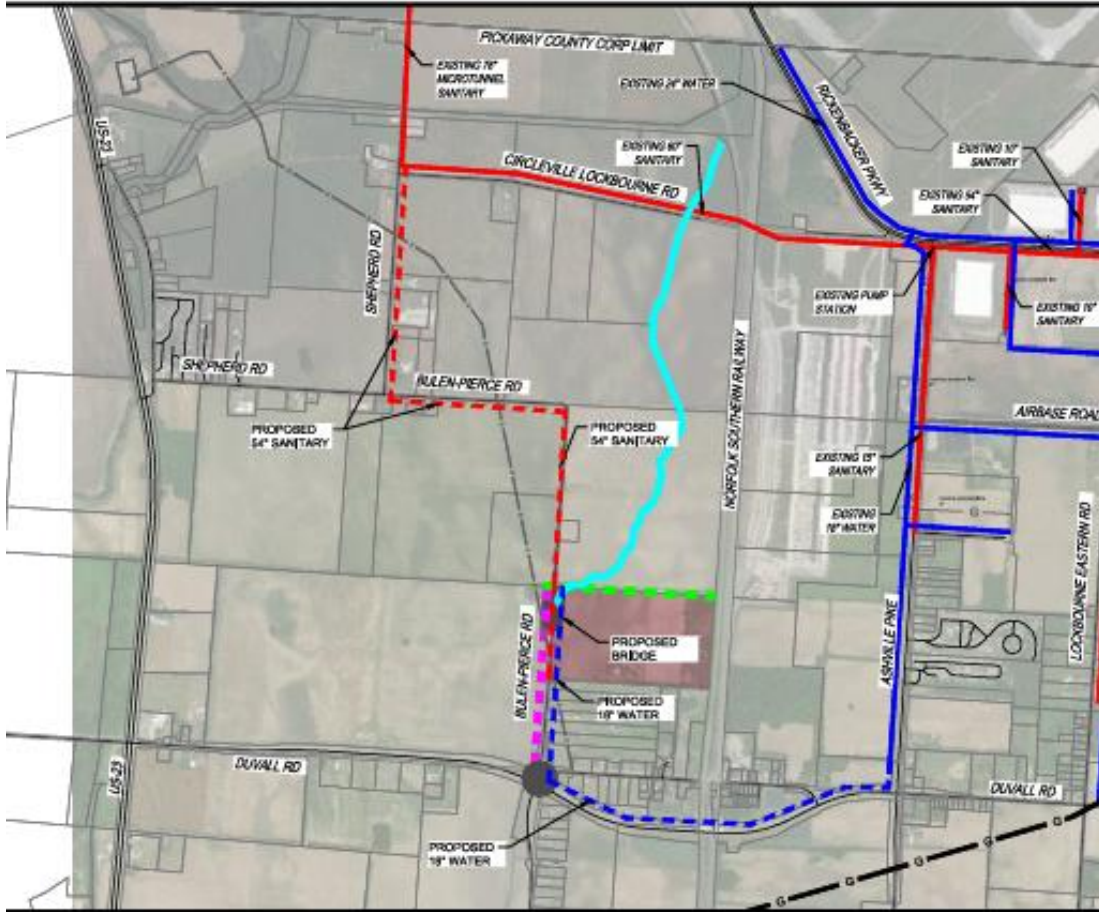 PICKAWAY COUNTY CORP LIMIT
EXISTING 78"
MICROTUNNEL
SANITARY
EXISTING 24" WATER
RICKENBACKER PKWY
US-23
EXISTING 60"
SANITARY
EXISTING 10"
SANITARY
CIRCLEVILLE LOCKBOURNE RD
EXISTING 54"
SANITARY
SHEPHERD RD
EXISTING PUMP
STATION
SANITARY
SHEPHERD RD
BULEN-PIERCE RD
NORFOLK SOUTHERN RAILWAY
AIRBASE ROAD
PROPOSED
54" SANITARY
PROPOSED
54" SANITARY
EXISTING 15"
SANITARY
EXISTING
16" WATER
G
LOCKBOURNE EASTERN RD
BULEN-PIERCE RD
PROPOSED
BRIDGE
ASHVILLE PIKE
PROPOSED
18" WATER
US-23
DUVALL RD
DUVALL RD
PROPOSED
18" WATER
G
G
G
G
G